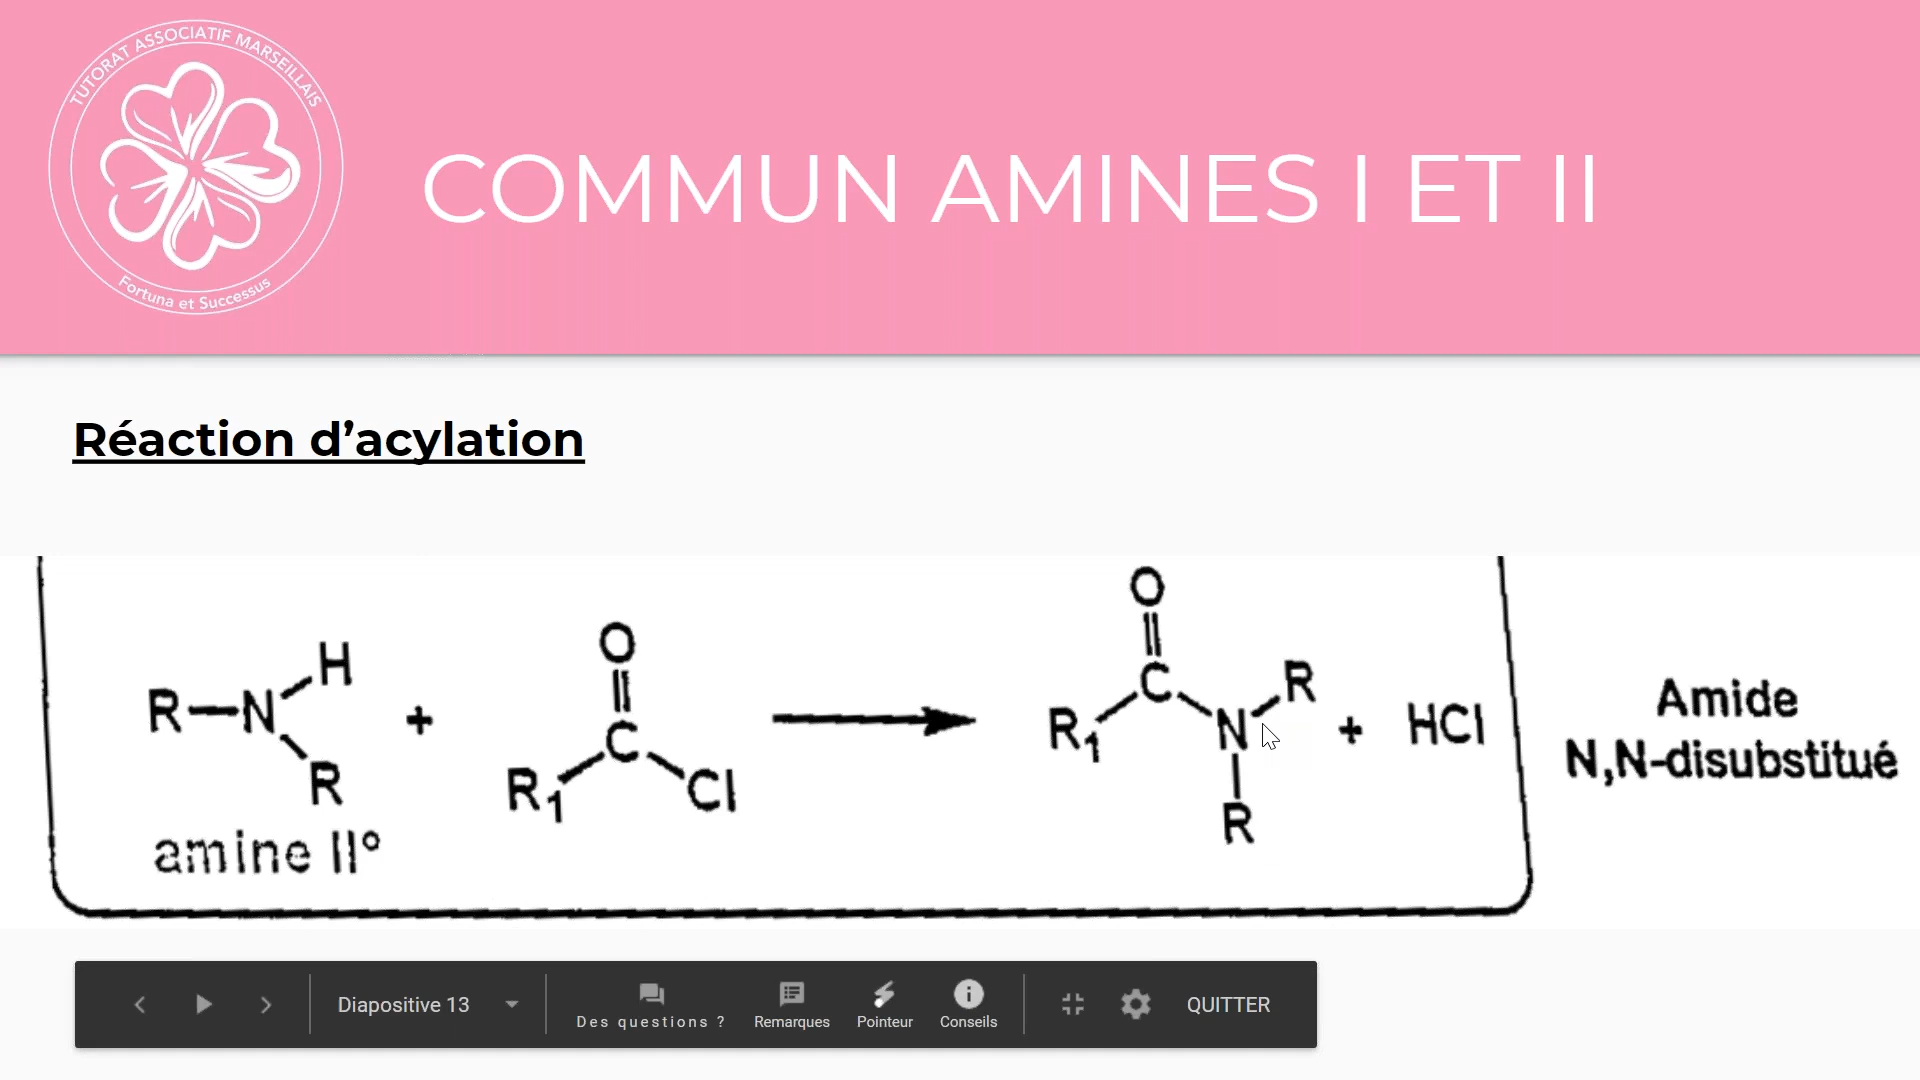 TUTORAT ASSOCIATIF MARSEILLAIS
Fortuna et Successus
COMMUN AMINES I ET II
Réaction d’acylation
O
O
H
R
R—N
C
C
Amide
+
R₁
N
+
HCl
R₁
Cl
R
R
N,N-disubstitué
amine II°
Diapositive 13
Des questions ?
Remarques
Pointeur
Conseils
QUITTER